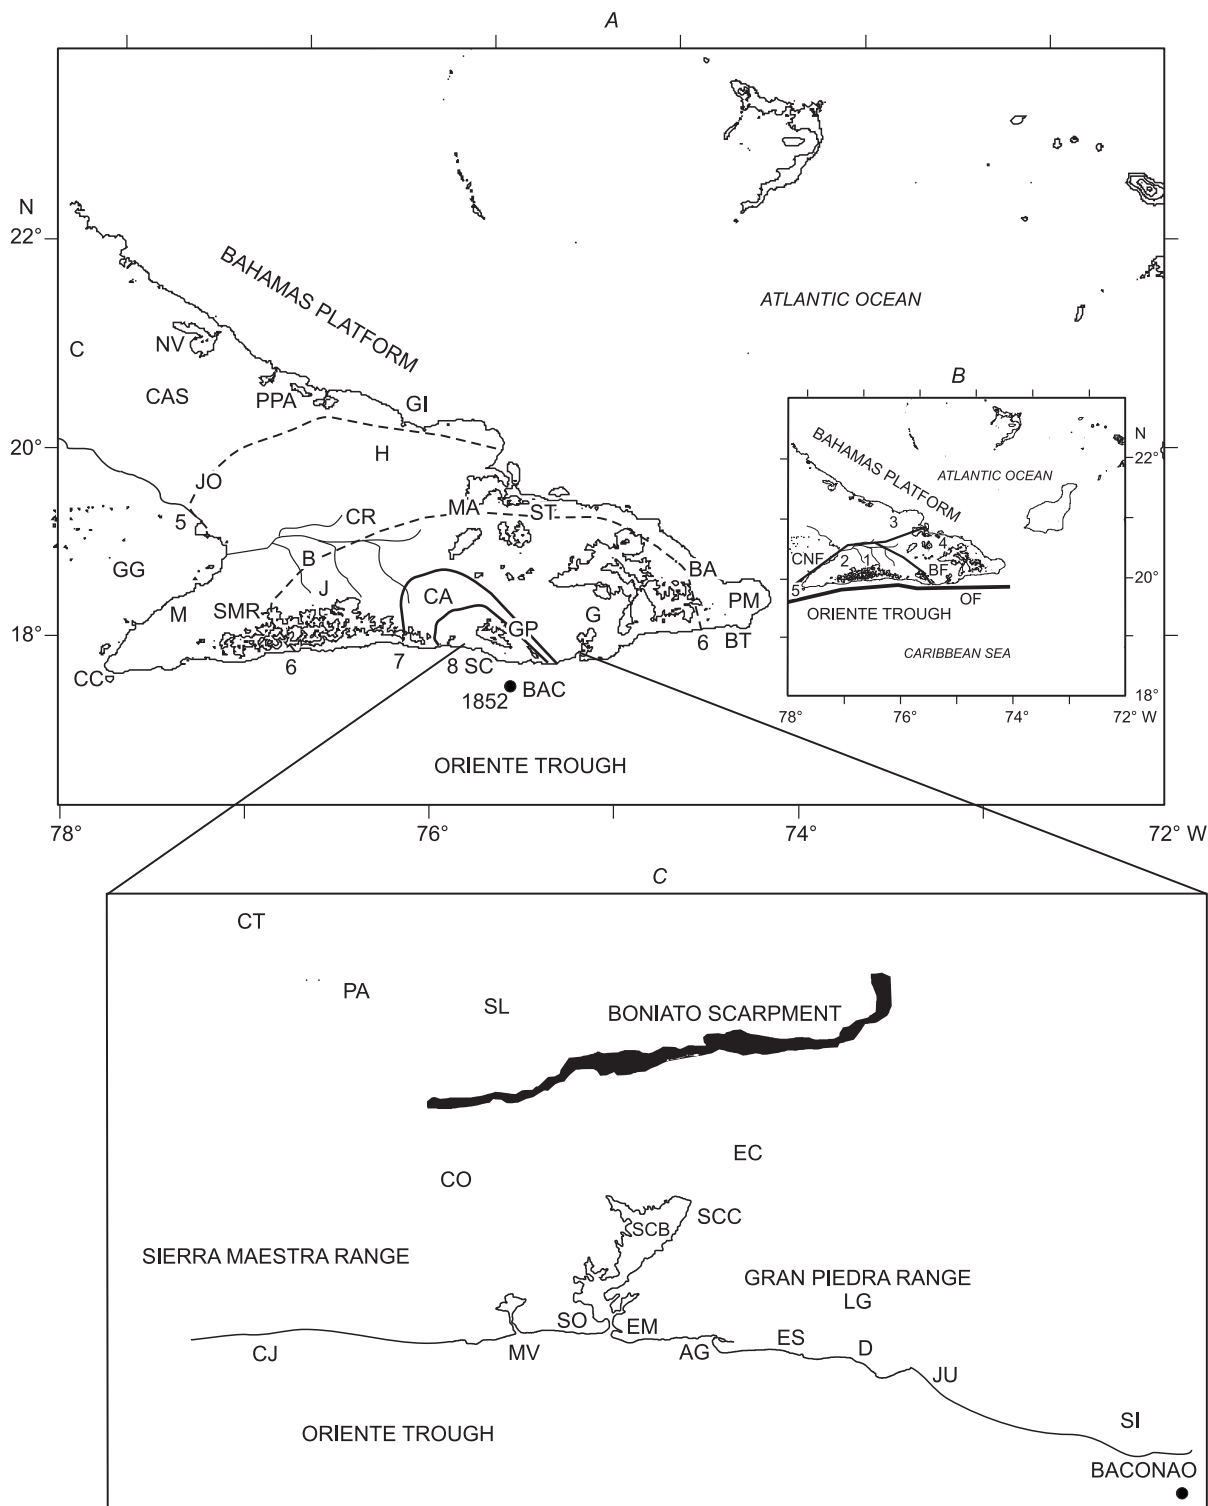 A
N
22°
BAHAMAS PLATFORM
ATLANTIC OCEAN
C
NV
CAS
PPA
GI
20°
H
JO
5
CR
MA
ST
GG
B
BA
J
CA
M
SMR
G
PM
GP
BT
6
CC
6
7
8 SC
18°
1852
BAC
ORIENTE TROUGH
78°
76°
74°
72° W
B
N
BAHAMAS PLATFORM
22°
ATLANTIC OCEAN
3
4
CNF
2
1
BF
20°
5
OF
ORIENTE TROUGH
CARIBBEAN SEA
18°
78°
76°
74°
72° W
C
CT
PA
SL
BONIATO SCARPMENT
EC
CO
SCC
SCB
SIERRA MAESTRA RANGE
GRAN PIEDRA RANGE
LG
SO
EM
CJ
MV
AG
ES
D
JU
SI
ORIENTE TROUGH
BACONAO